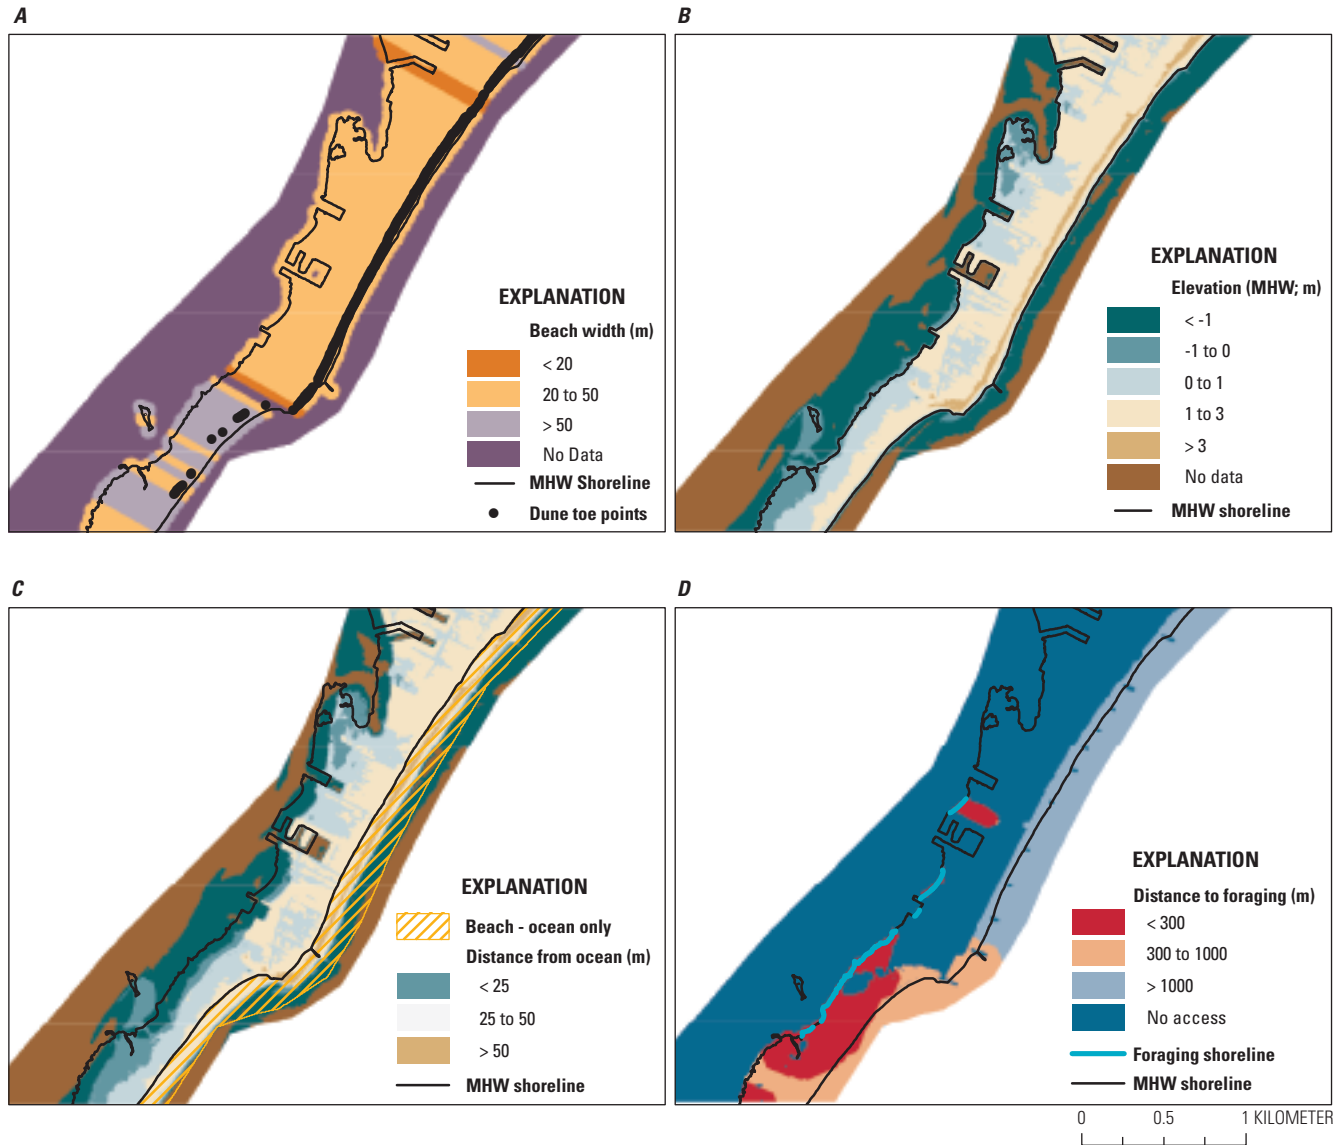 A
EXPLANATION
Beach width (m)
< 20
20 to 50
> 50
No Data
MHW Shoreline
Dune toe points
B
EXPLANATION
Elevation (MHW; m)
< -1
-1 to 0
0 to 1
1 to 3
> 3
No data
MHW shoreline
C
EXPLANATION
Beach - ocean only
Distance from ocean (m)
< 25
25 to 50
> 50
MHW shoreline
D
EXPLANATION
Distance to foraging (m)
< 300
300 to 1000
> 1000
No access
Foraging shoreline
MHW shoreline
0 0.5 1 KILOMETER